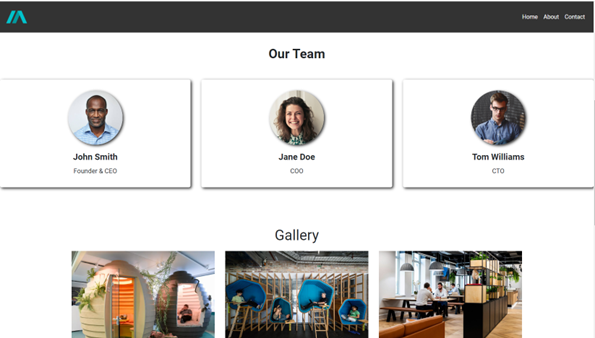 Home About Contact
Our Team
John Smith
Founder & CEO
Jane Doe
COO
Tom Williams
CTO
Gallery